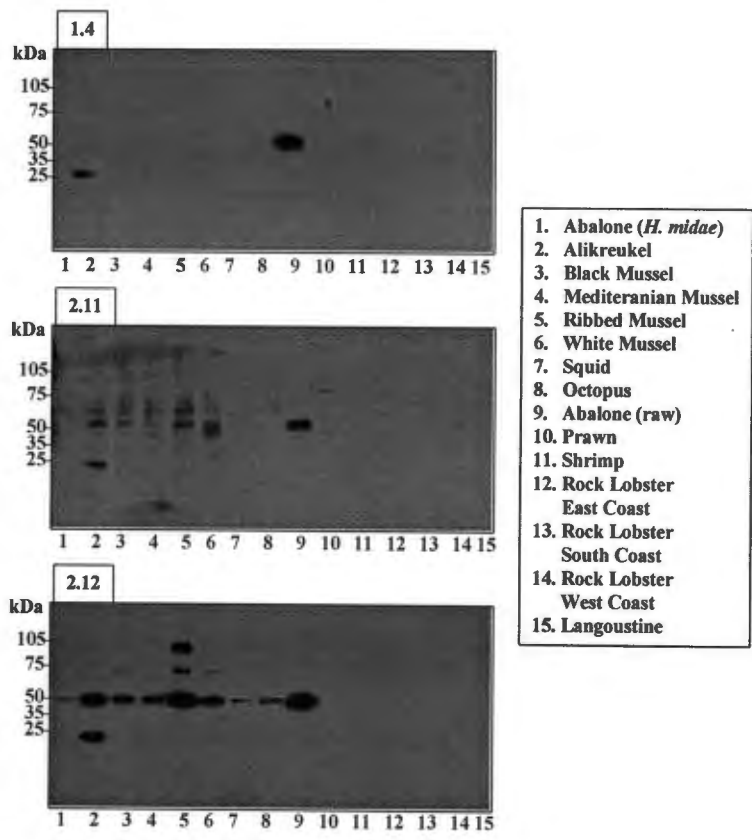 1.4
kDa
105
75
50
35
25
1 2 3 4 5 6 7 8 9 10 11 12 13 14 15
2.11
105
75
50
35
25
1 2 3 4 5 6 7 8 9 10 11 12 13 14 15
2.12
kDa
105
75
50
35
25
1 2 3 4 5 6 7 8 9 10 11 12 13 14 15
1. Abalone (H. midae)
2. Alikreukel
3. Black Mussel
4. Mediteranian Mussel
5. Ribbed Mussel
6. White Mussel
7. Squid
8. Octopus
9. Abalone (raw)
10. Prawn
11. Shrimp
12. Rock Lobster
East Coast
13. Rock Lobster
South Coast
14. Rock Lobster
West Coast
15. Langoustine